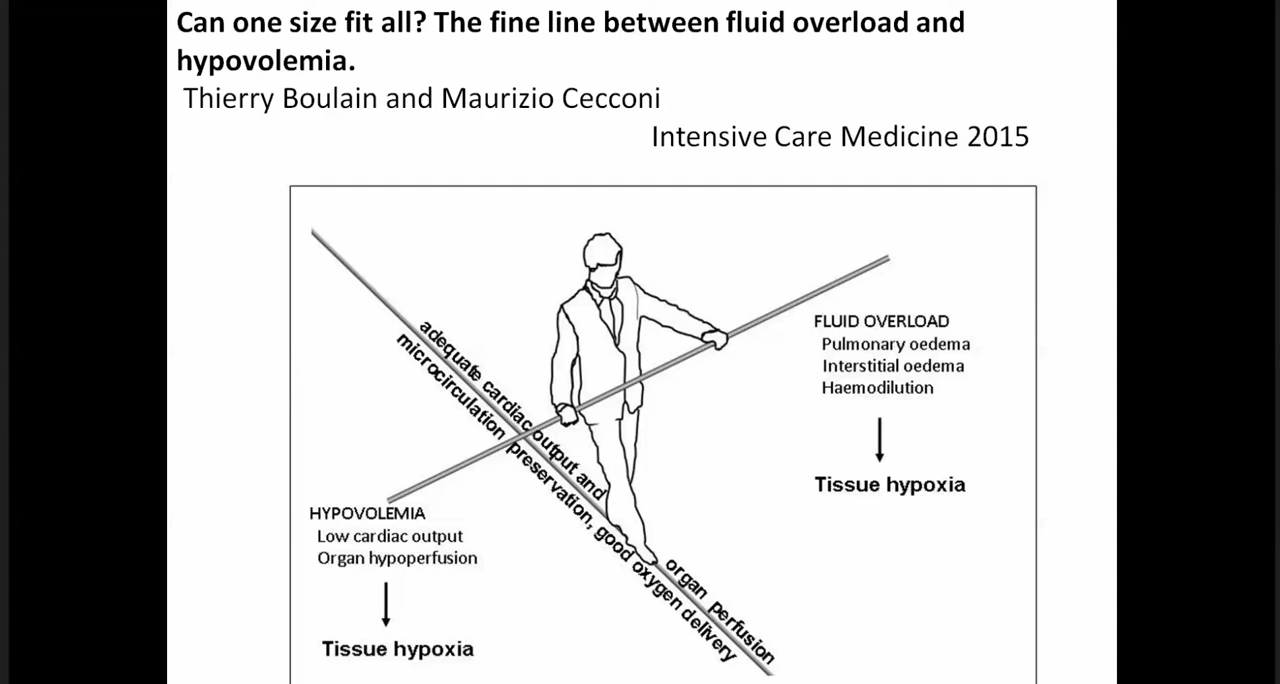 Can one size fit all? The fine line between fluid overload and
hypovolemia.
Thierry Boulain and Maurizio Cecconi
Intensive Care Medicine 2015
adequate cardiac output and organ perfusion
microcirculation preservation, good oxygen delivery
FLUID OVERLOAD
Pulmonary oedema
Interstitial oedema
Haemodilution
Tissue hypoxia
HYPOVOLEMIA
Low cardiac output
Organ hypoperfusion
Tissue hypoxia